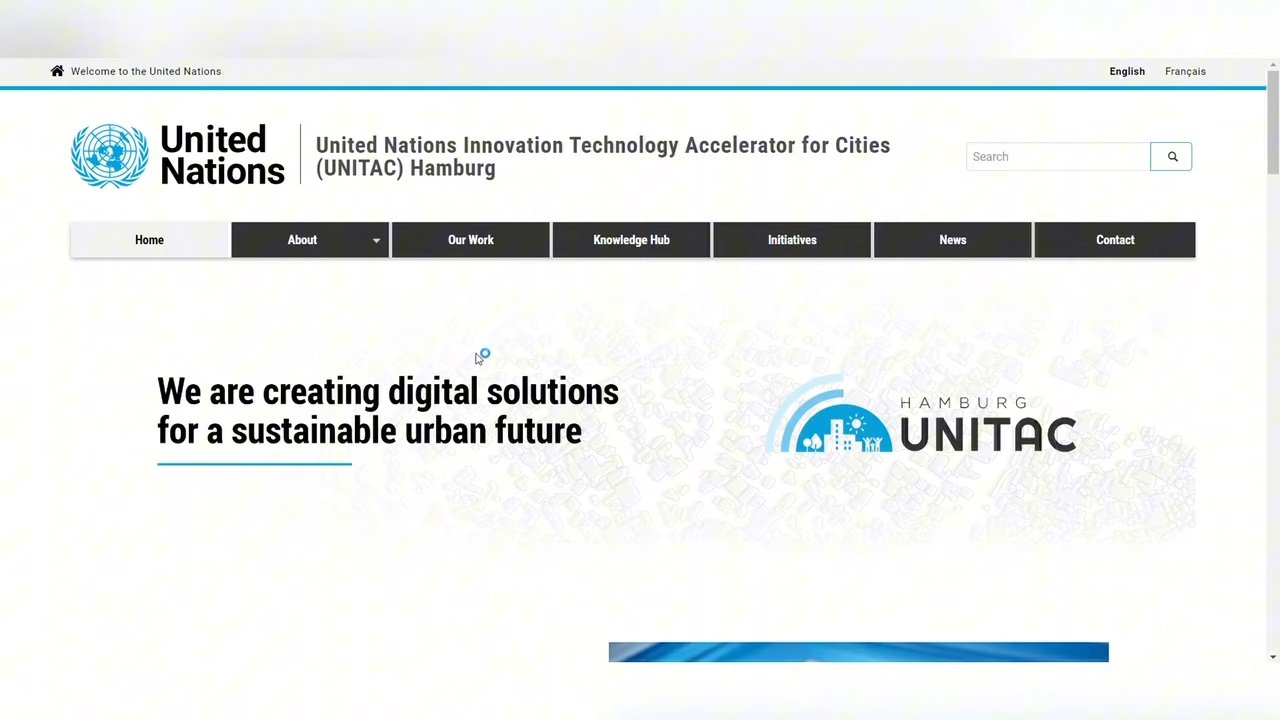 Welcome to the United Nations
English
Français
United
Nations
United Nations Innovation Technology Accelerator for Cities
(UNITAC) Hamburg
Search
Home
About
Our Work
Knowledge Hub
Initiatives
News
Contact
We are creating digital solutions
for a sustainable urban future
HAMBURG
UNITAC